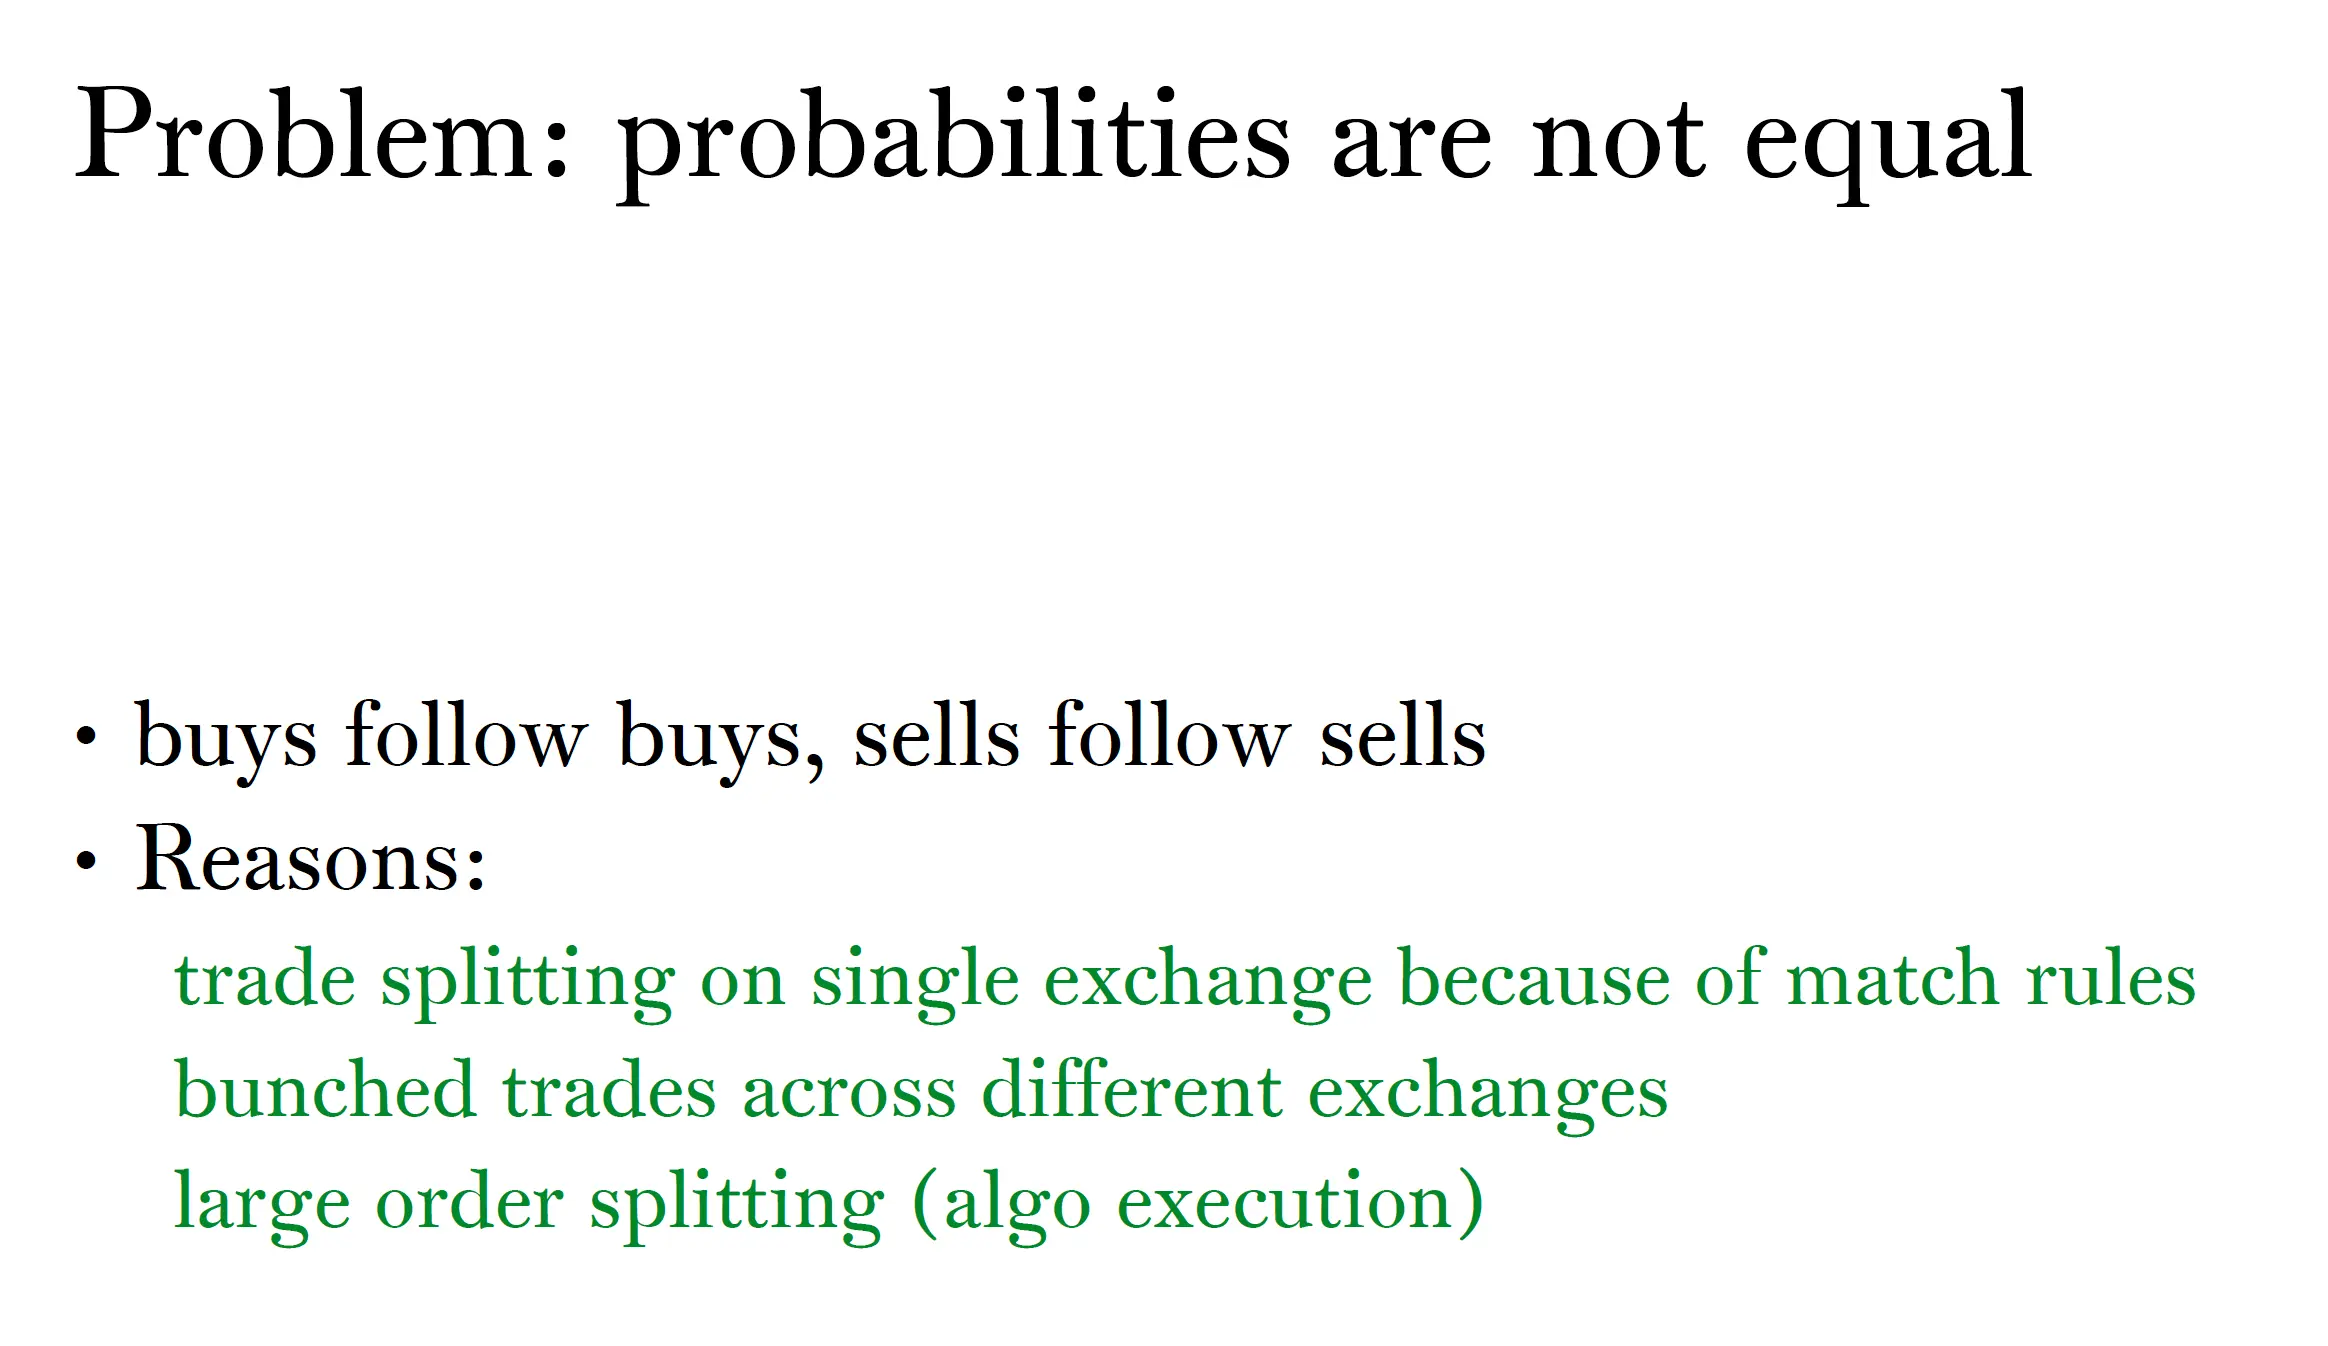 Problem: probabilities are not equal
• buys follow buys, sells follow sells
• Reasons:
trade splitting on single exchange because of match rules
bunched trades across different exchanges
large order splitting (algo execution)